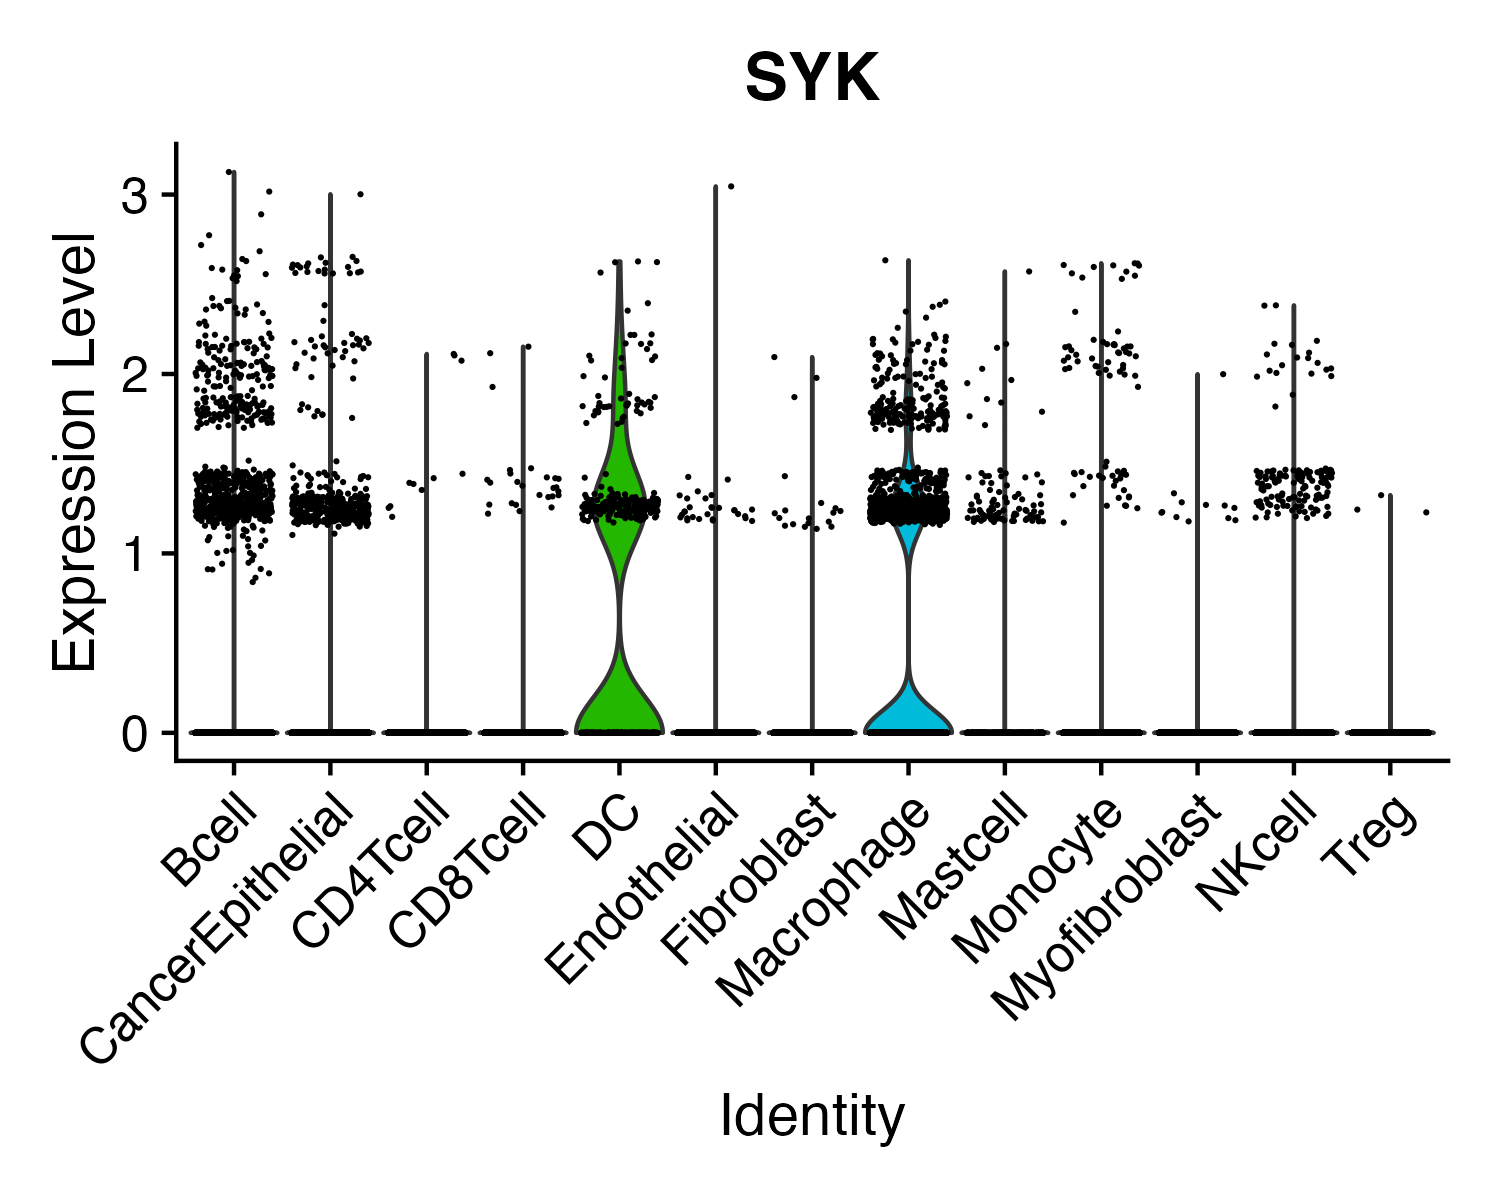 SYK
Expression Level
3
2
1
0
Bcell
CancerEpithelial
CD4Tcell
CD8Tcell
DC
Endothelial
Fibroblast
Macrophage
Mastcell
Monocyte
Myofibroblast
NKcell
Treg
Identity